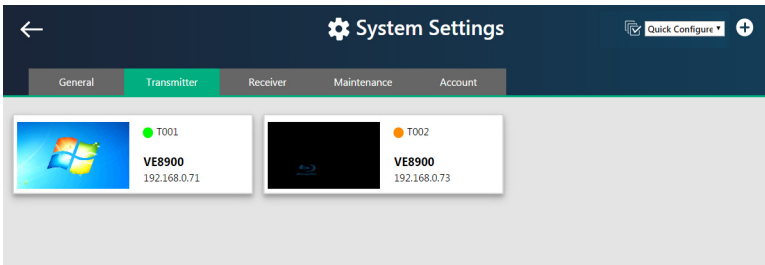 System Settings
Quick Configure
General
Transmitter
Receiver
Maintenance
Account
T001
VE8900
192.168.0.71
T002
VE8900
192.168.0.73